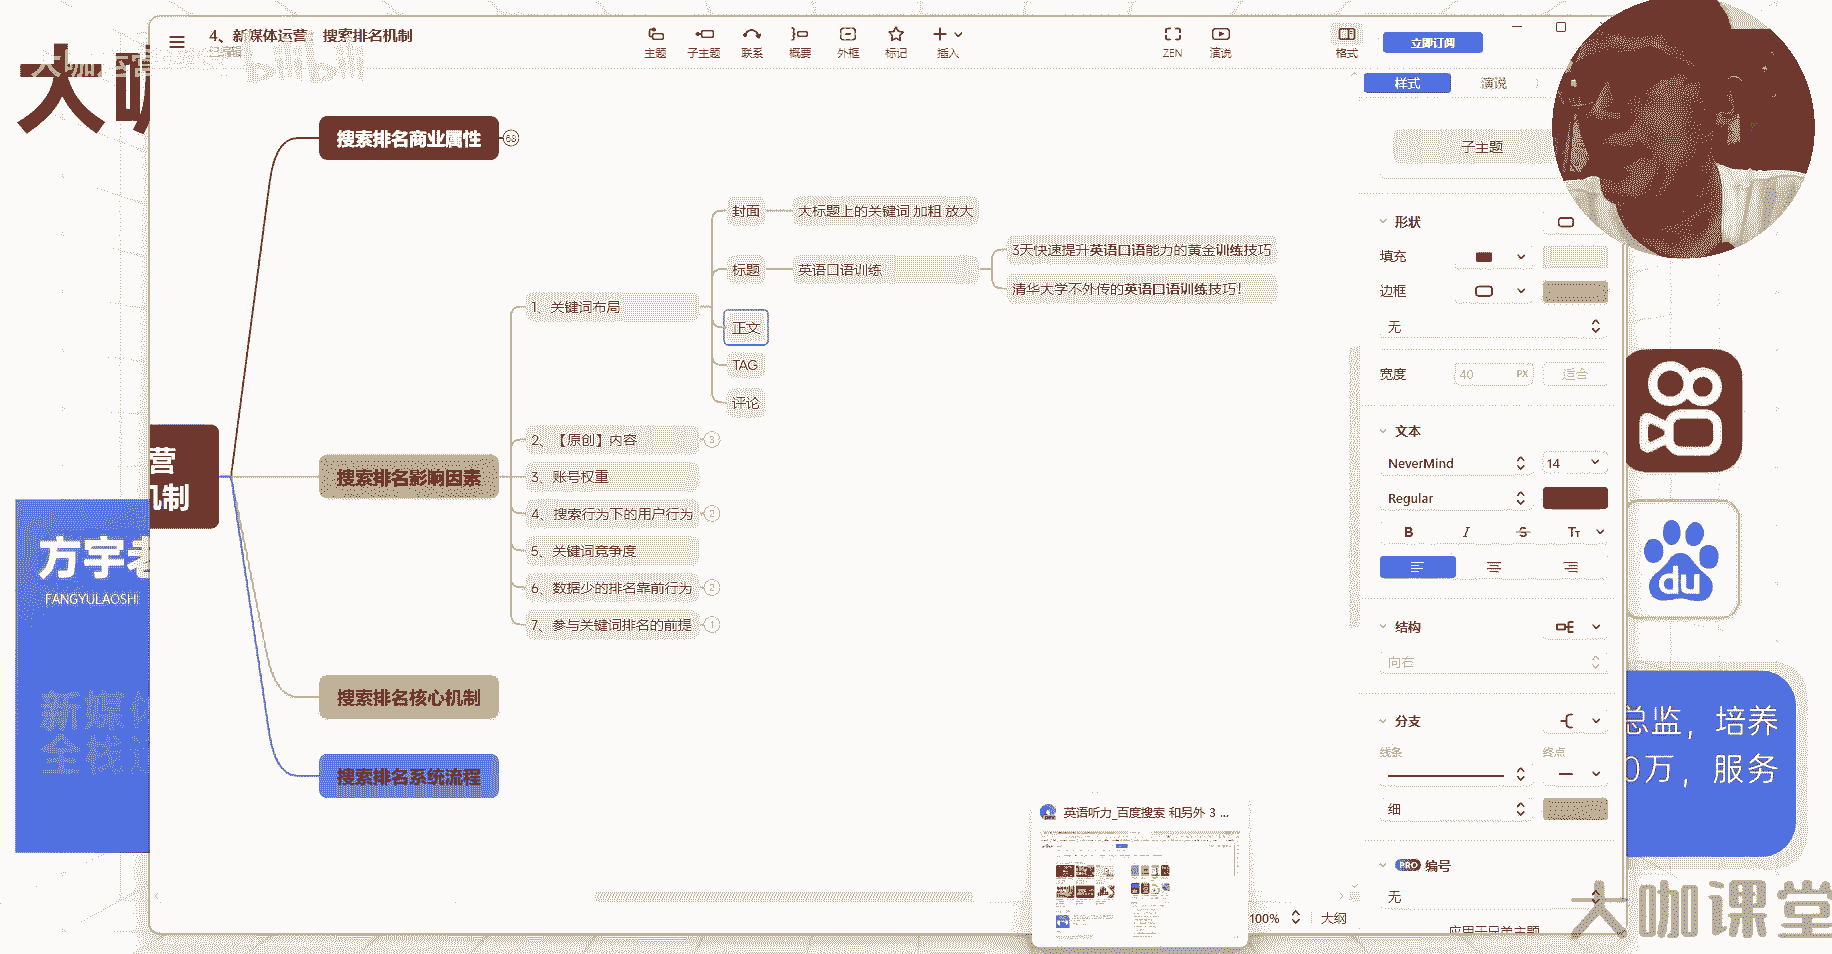 4、新媒体运营：搜索排名机制
已编辑
bilibili
主题
子主题
联系
概要
外框
标记
插入
ZEN
演说
格式
立即订阅
样式
演说
大咖运营
搜索排名商业属性
68
子主题
封面
大标题上的关键词 加粗 放大
形状
3天快速提升英语口语能力的黄金训练技巧
填充
标题
英语口语训练
清华大学不外传的英语口语训练技巧！
边框
1、关键词布局
正文
无
TAG
宽度
40
PX
适合
评论
文本
2、【原创】内容
3
营
机制
搜索排名影响因素
3、账号权重
NeverMind
14
Regular
4、搜索行为下的用户行为
2
B
I
S
TT
5、关键词竞争度
方宇老
FANGYULAOSHI
6、数据少的排名靠前行为
2
du
7、参与关键词排名的前提
1
结构
向右
搜索排名核心机制
新媒体
全栈
分支
总监，培养
线条
终点
搜索排名系统流程
0万，服务
英语听力_百度搜索 和另外 3 ...
细
PRO
编号
无
100%
大纲
应用于兄弟主题
大咖课堂